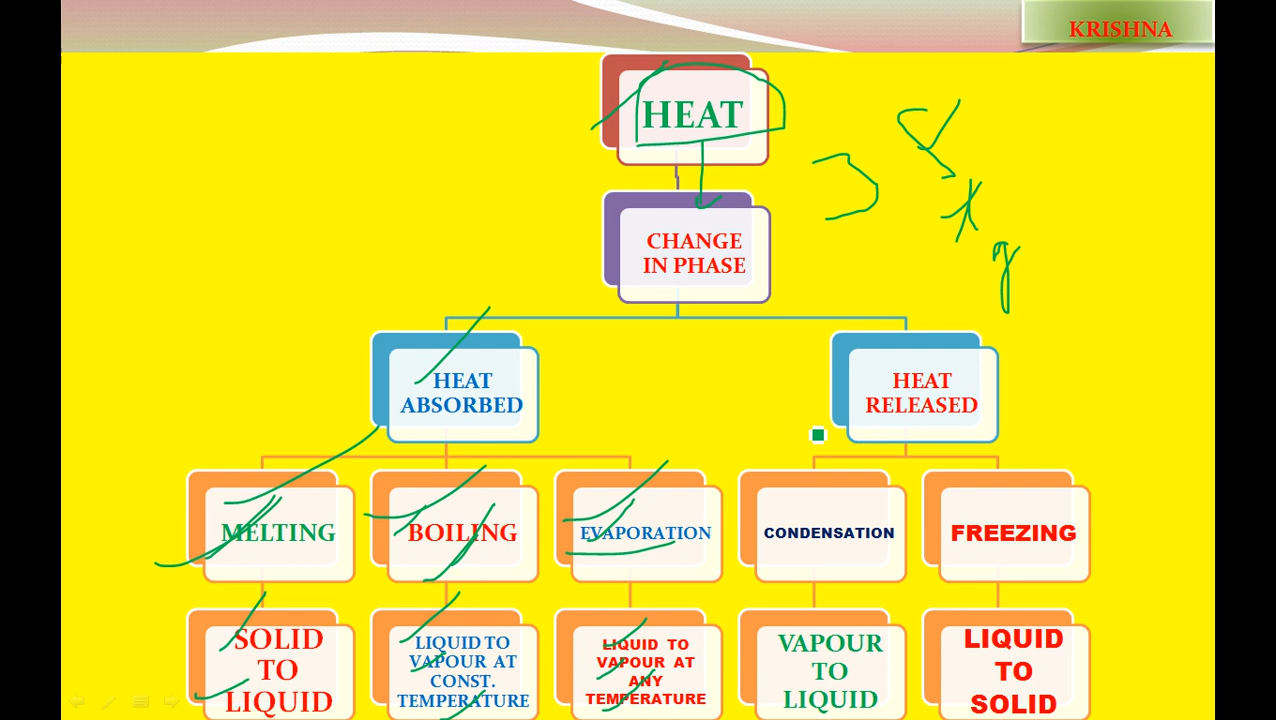 KRISHNA
HEAT
CHANGE
IN PHASE
HEAT
ABSORBED
HEAT
RELEASED
MELTING
BOILING
EVAPORATION
CONDENSATION
FREEZING
SOLID
TO
LIQUID
LIQUID TO
VAPOUR AT
CONST.
TEMPERATURE
LIQUID TO
VAPOUR AT
ANY
TEMPERATURE
VAPOUR
TO
LIQUID
LIQUID
TO
SOLID